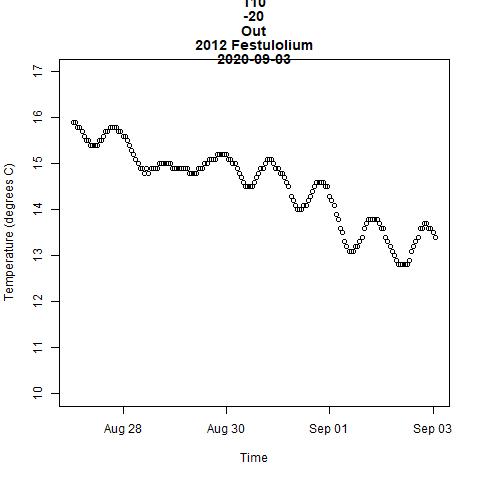 110
-20
Out
2012 Festulolium
2020-09-03
17
16
15
14
13
12
11
10
Temperature (degrees C)
Aug 28
Aug 30
Sep 01
Sep 03
Time